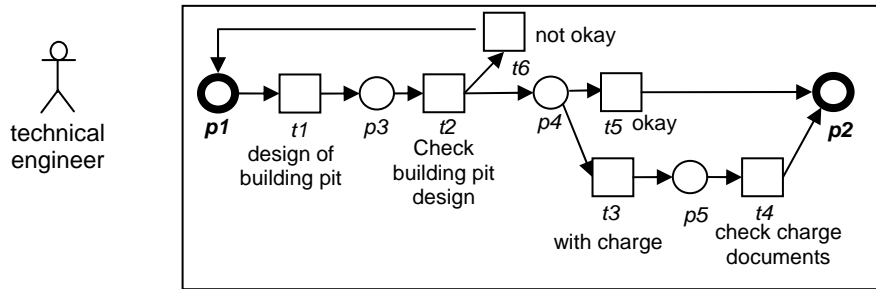 not okay
t6
p1
t1
p3
t2
p4
t5
okay
p2
technical
engineer
design of
building pit
Check
building pit
design
t3
p5
t4
with charge
check charge
documents